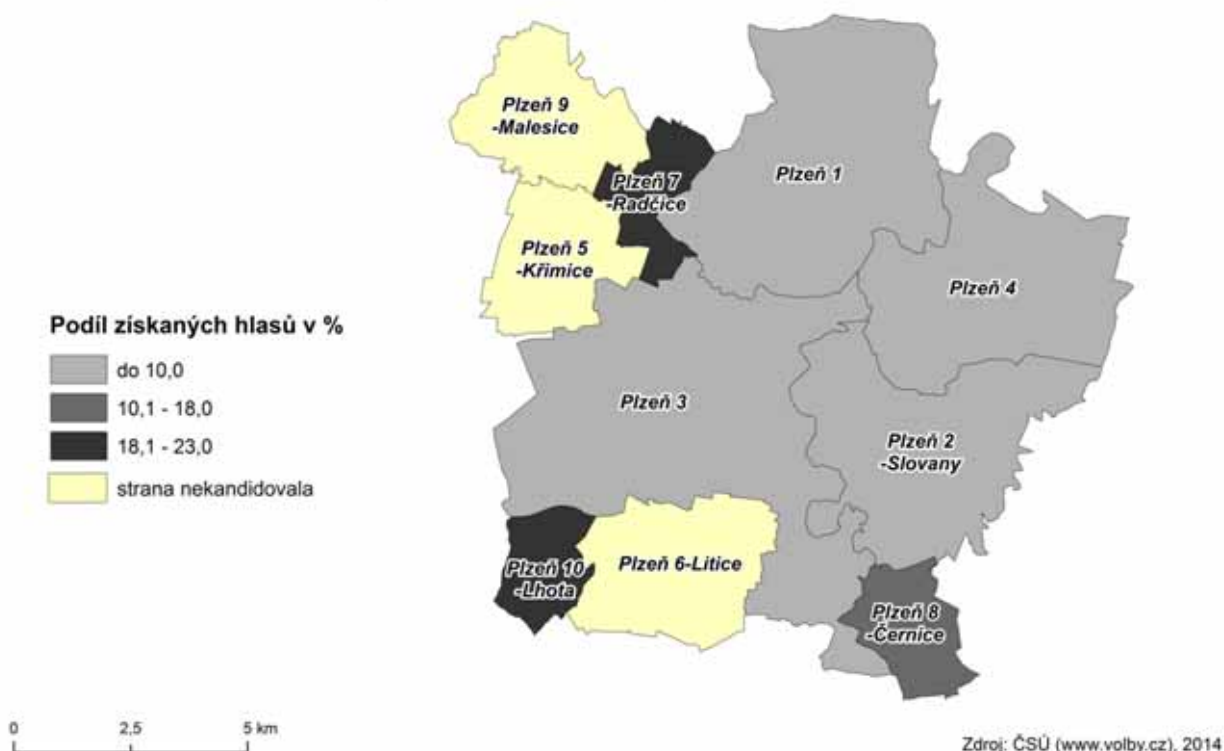 Plzeň 9
-Malesice
Plzeň 7
-Radčice
Plzeň 1
Plzeň 5
-Křimice
Plzeň 4
Podíl získaných hlasů v %
do 10,0
10,1 - 18,0
18,1 - 23,0
strana nekandidovala
Plzeň 3
Plzeň 2
-Slovany
Plzeň 10
-Lhota
Plzeň 6-Litice
Plzeň 8
-Černice
0 2,5 5 km
Zdroj: ČSÚ (www.volby.cz), 2014